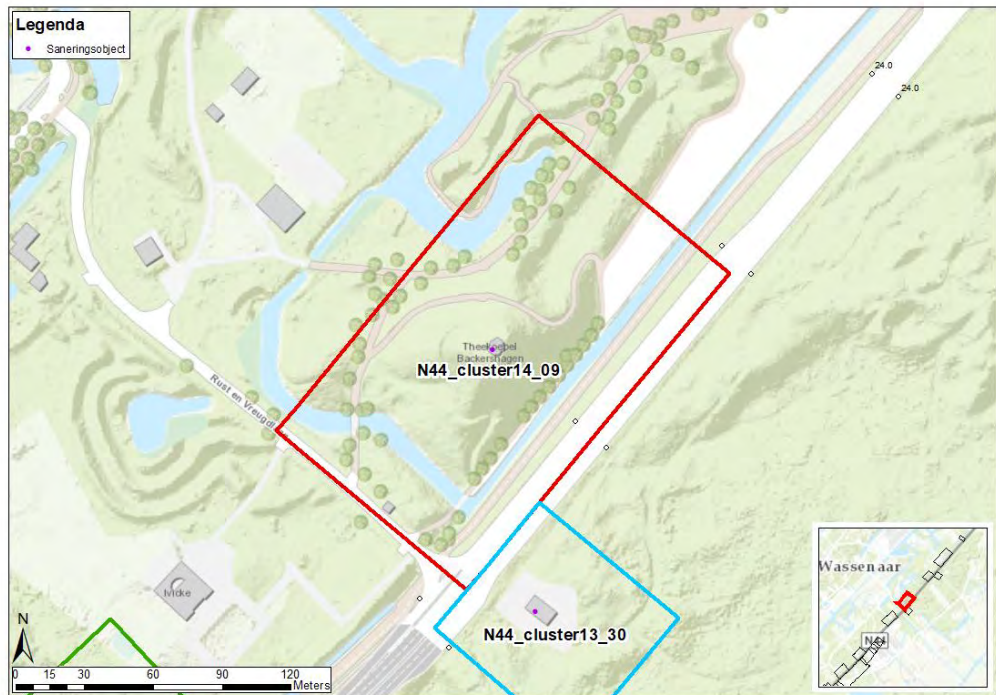 Legenda
Saneringsobject
24.0
24.0
Theekoepel
Backershagen
N44_cluster14_09
Rust en Vreugdl
Ivicke
N44_cluster13_30
Wassenaar
N44
N
0 15 30 60 90 120
Meters